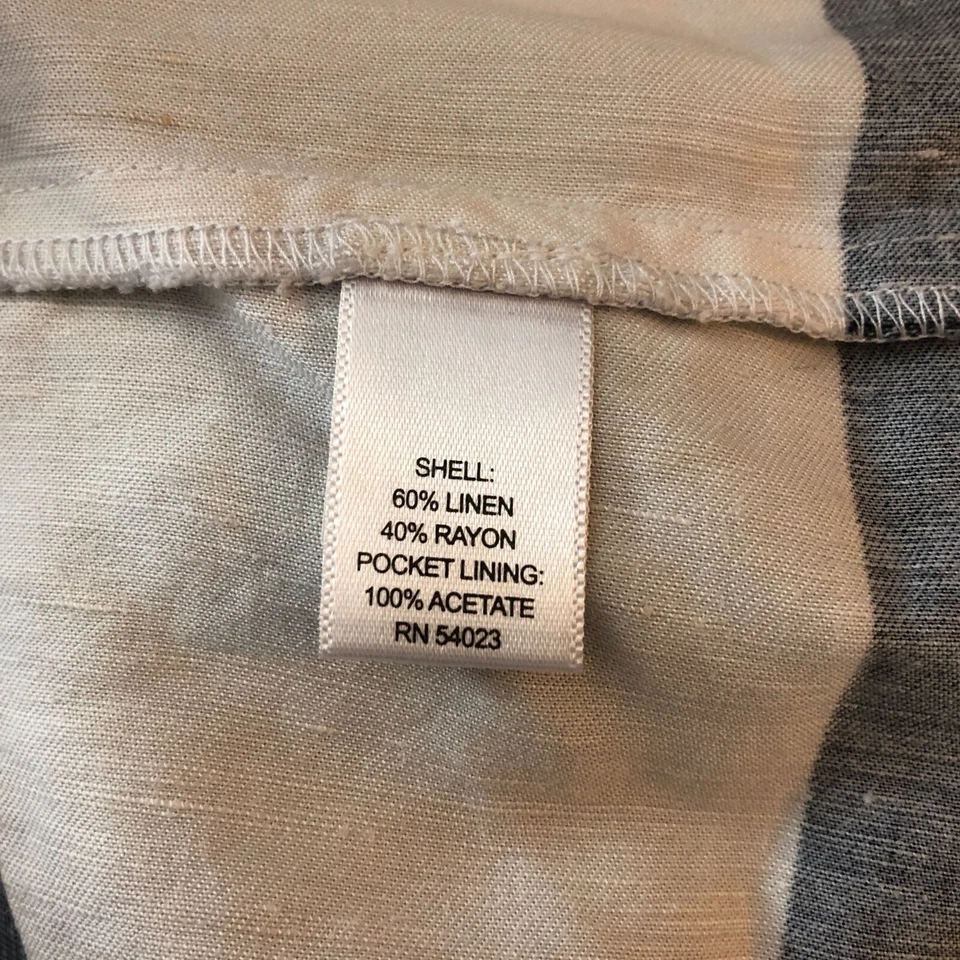 SHELL:
60% LINEN
40% RAYON
POCKET LINING:
100% ACETATE
RN 54023